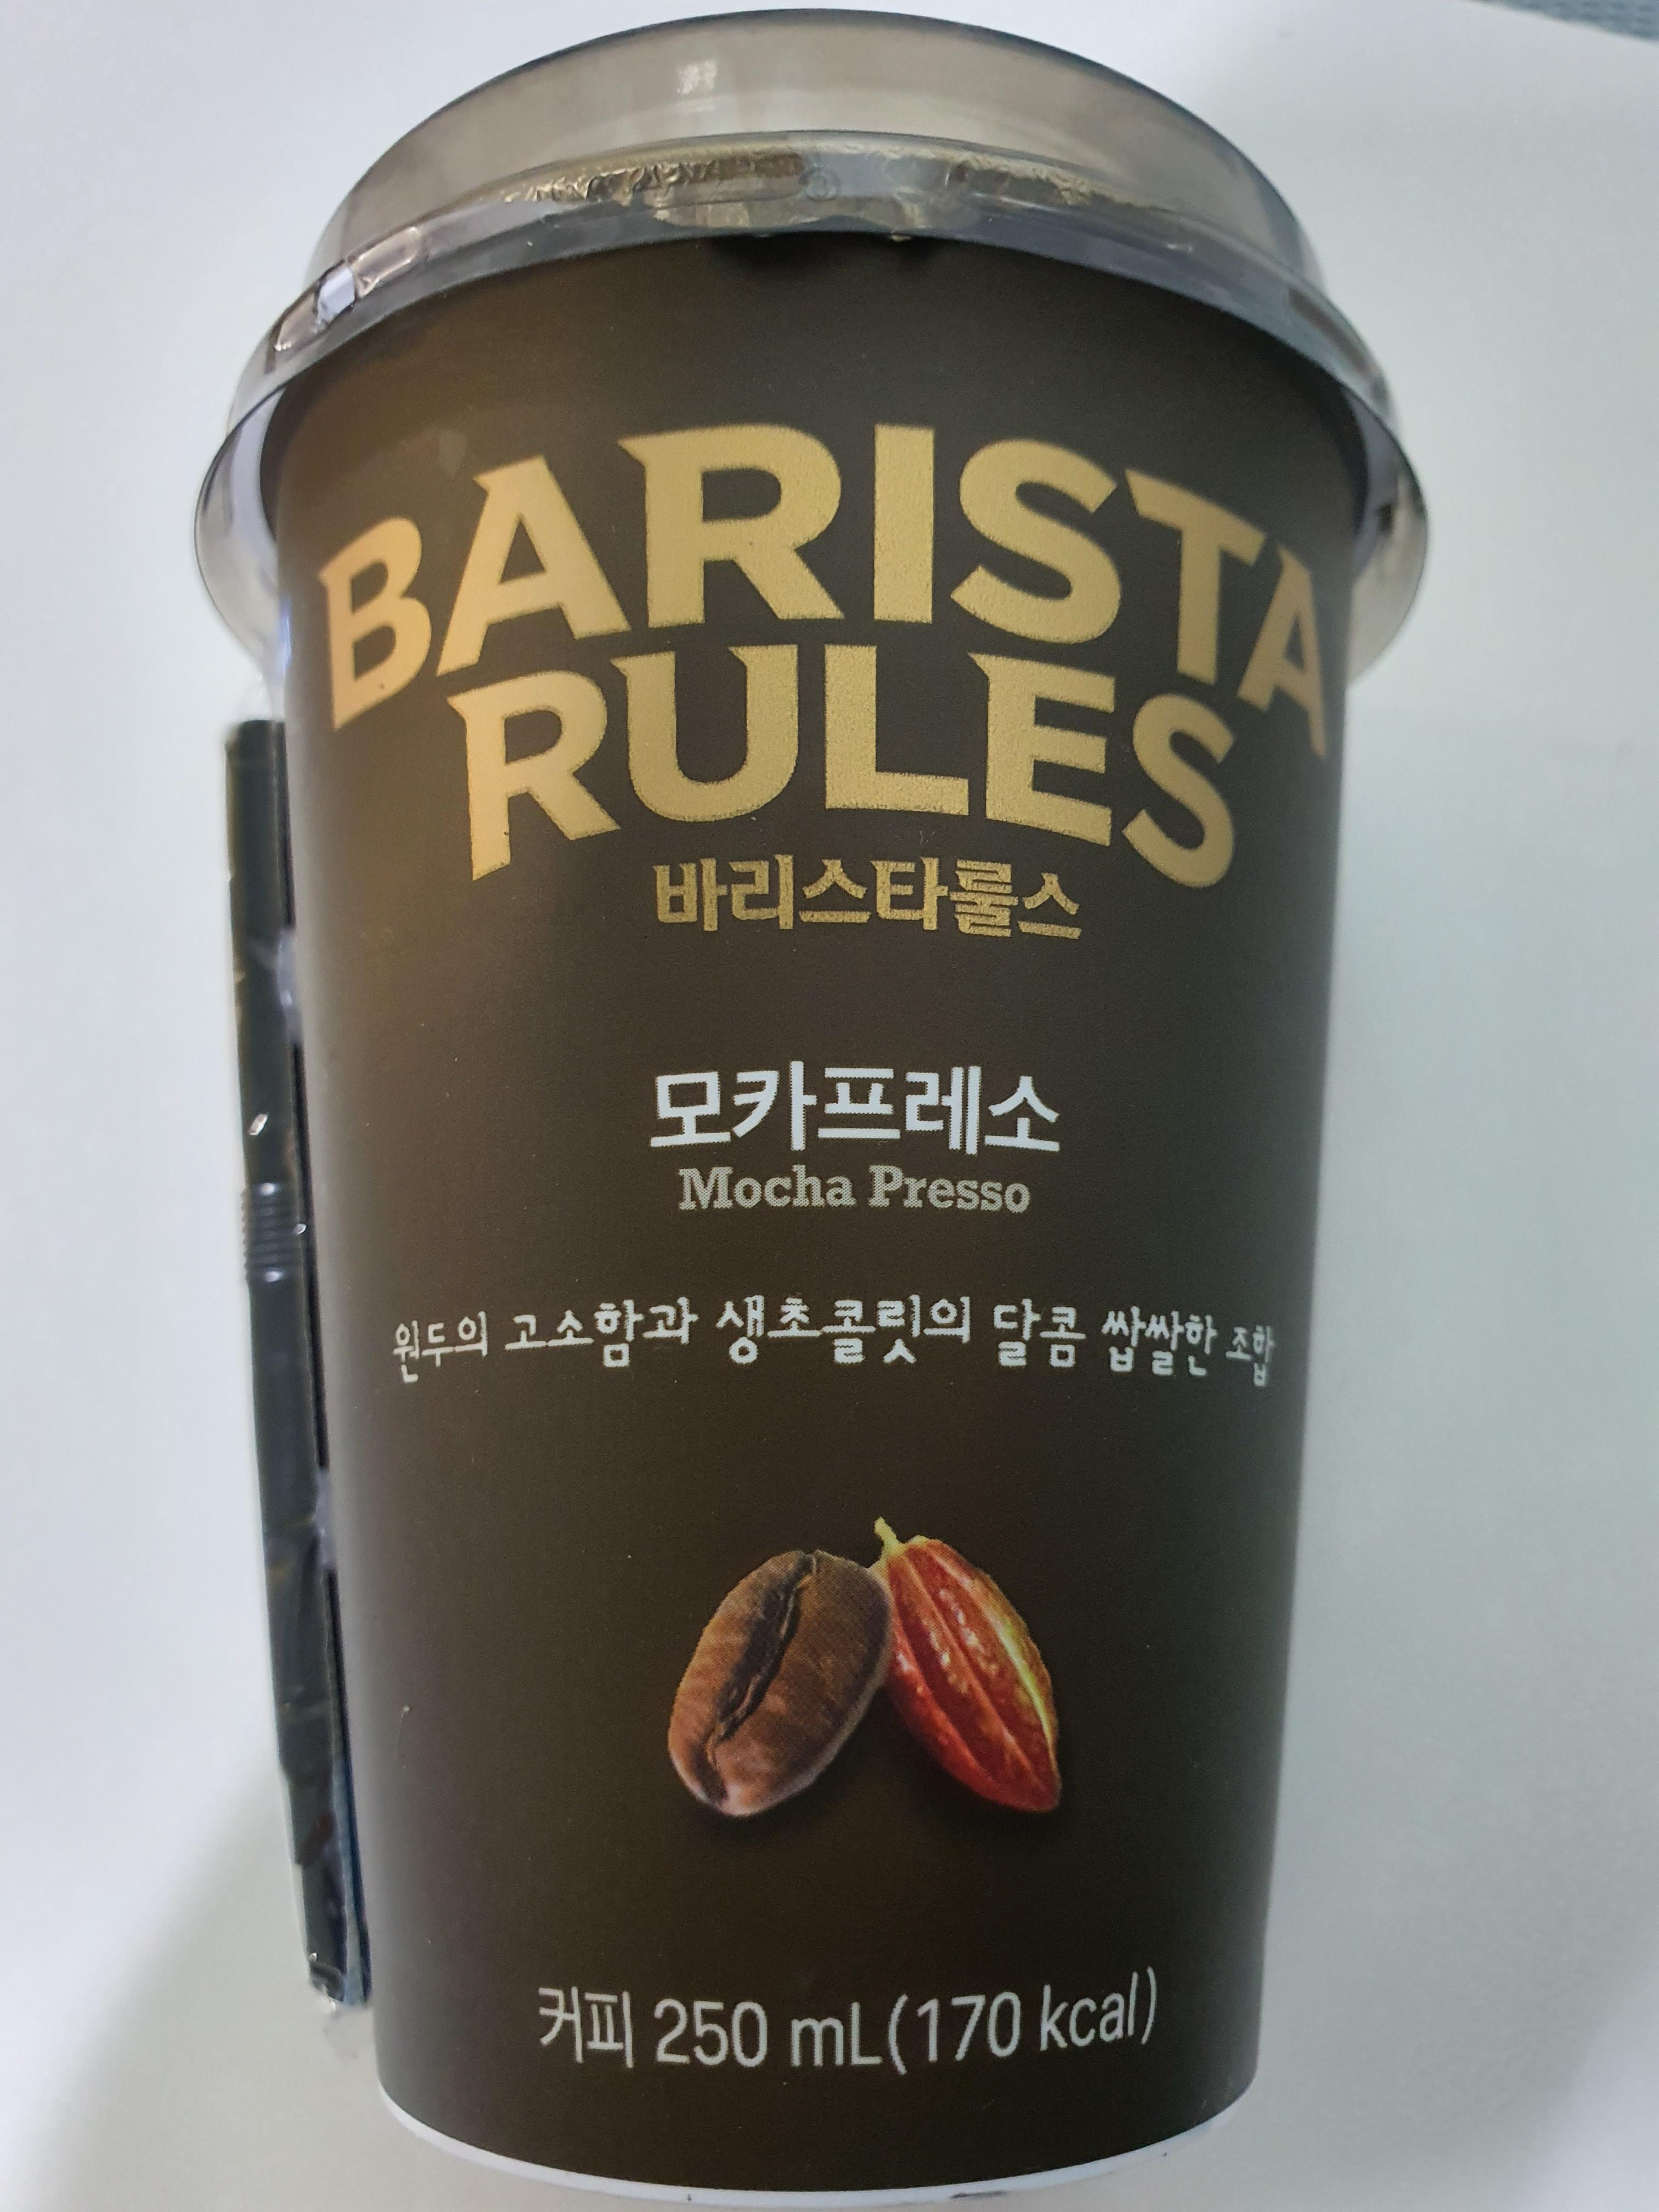 BARISTA
RULES
바리스타룰스
모카프레소
Mocha Presso
원두의 고소함과 생초콜릿의 달콤 쌉쌀한 조합
커피 250 mL(170 kcal)